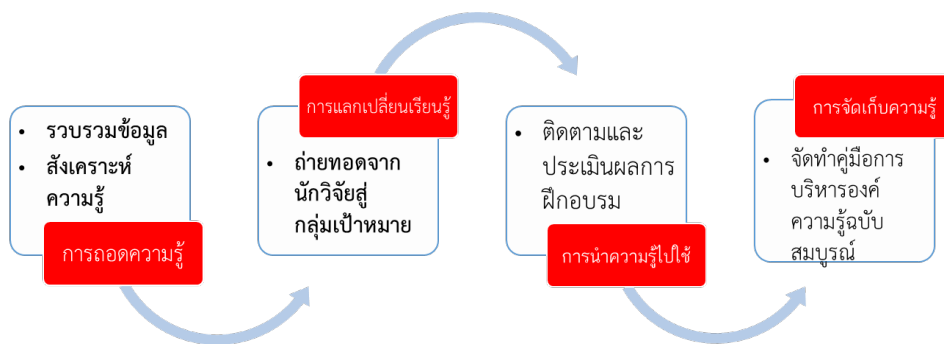 • รวบรวมข้อมูล
• สังเคราะห์
ความรู้
การถอดความรู้
การแลกเปลี่ยนเรียนรู้
• ถ่ายทอดจาก
นักวิจัยสู่
กลุ่มเป้าหมาย
• ติดตามและ
ประเมินผลการ
ฝึกอบรม
การนำความรู้ไปใช้
การจัดเก็บความรู้
• จัดทำคู่มือการ
บริหารองค์
ความรู้ฉบับ
สมบูรณ์